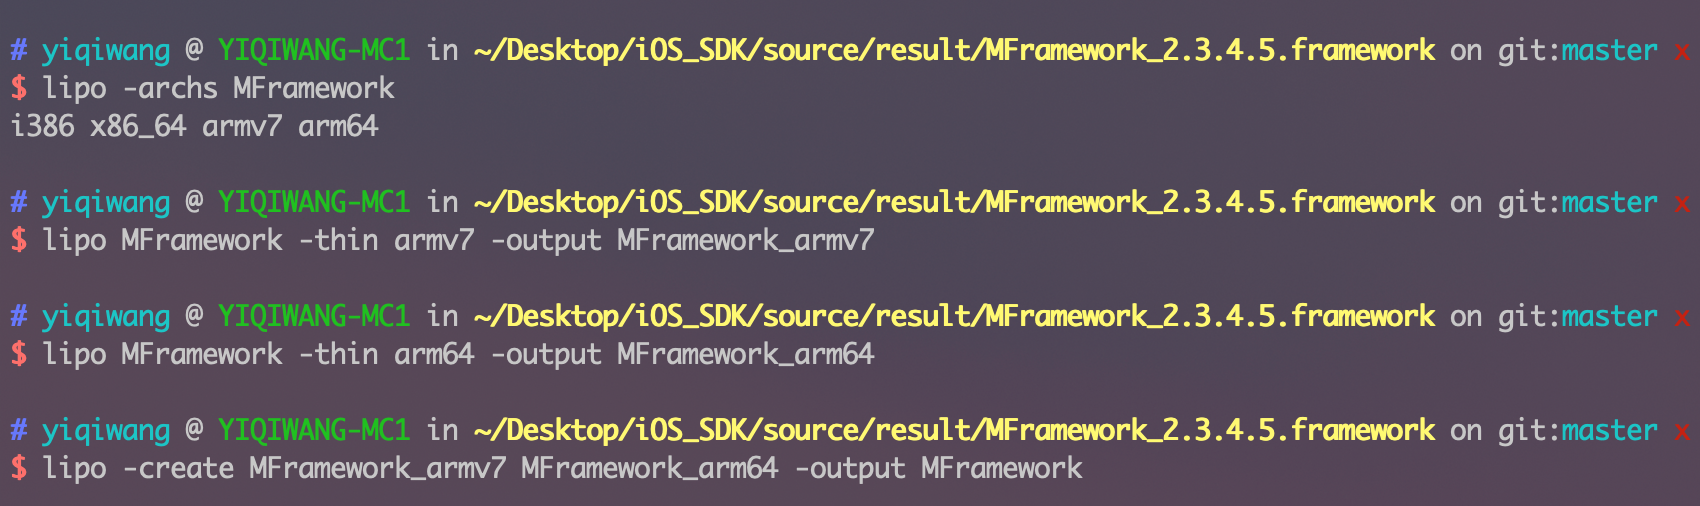 # yiqiwang @ YIQIWANG-MC1 in ~/Desktop/iOS_SDK/source/result/MFramework_2.3.4.5.framework on git:master x
$ lipo -archs MFramework
i386 x86_64 armv7 arm64
# yiqiwang @ YIQIWANG-MC1 in ~/Desktop/iOS_SDK/source/result/MFramework_2.3.4.5.framework on git:master x
$ lipo MFramework -thin armv7 -output MFramework_armv7
# yiqiwang @ YIQIWANG-MC1 in ~/Desktop/iOS_SDK/source/result/MFramework_2.3.4.5.framework on git:master x
$ lipo MFramework -thin arm64 -output MFramework_arm64
# yiqiwang @ YIQIWANG-MC1 in ~/Desktop/iOS_SDK/source/result/MFramework_2.3.4.5.framework on git:master x
$ lipo -create MFramework_armv7 MFramework_arm64 -output MFramework